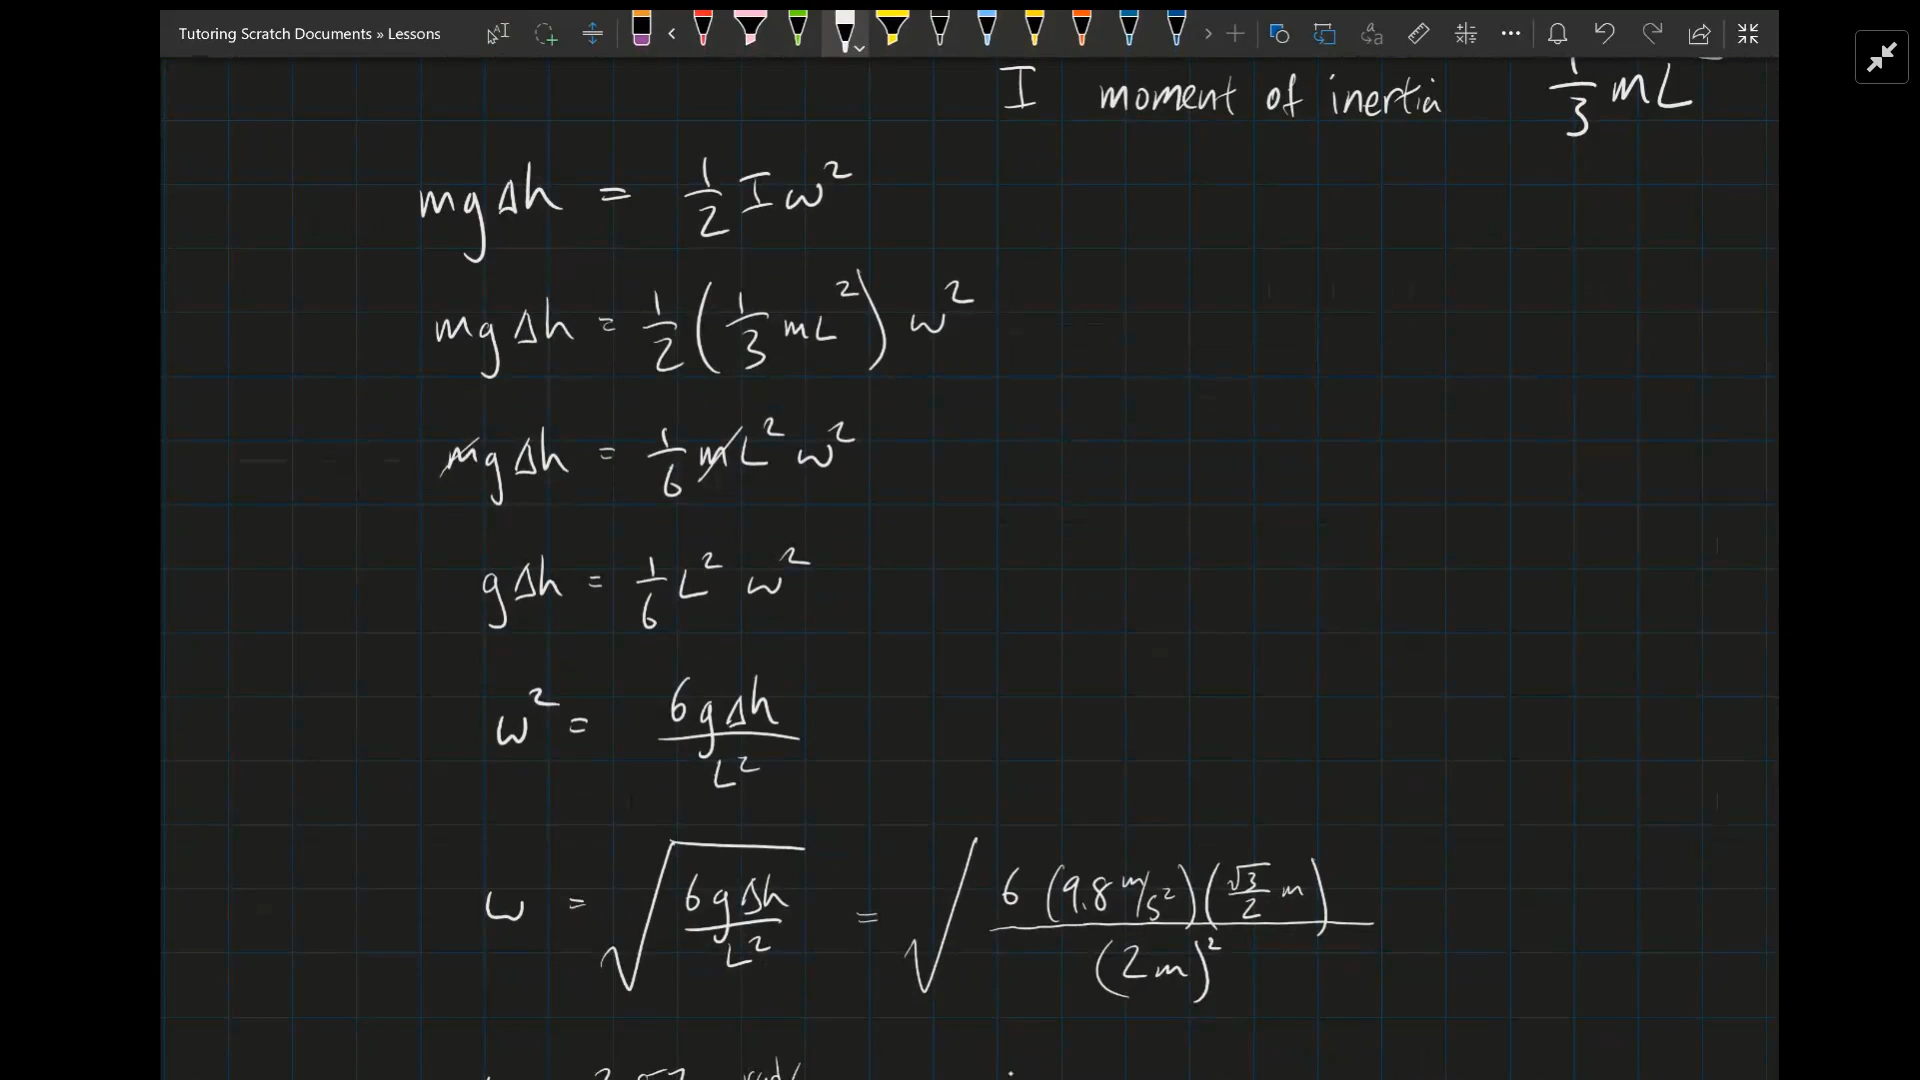 Tutoring Scratch Documents » Lessons
I moment of inertia 1/3 mL
mgΔh = 1/2 Iω²
mgΔh = 1/2 (1/3 mL²) ω²
mgΔh = 1/6 mL² ω²
gΔh = 1/6 L² ω²
ω² = 6gΔh/L²
ω = √(6gΔh/L²) = √(6 (9.8 m/s²)(√3/2 m)/(2m)²)